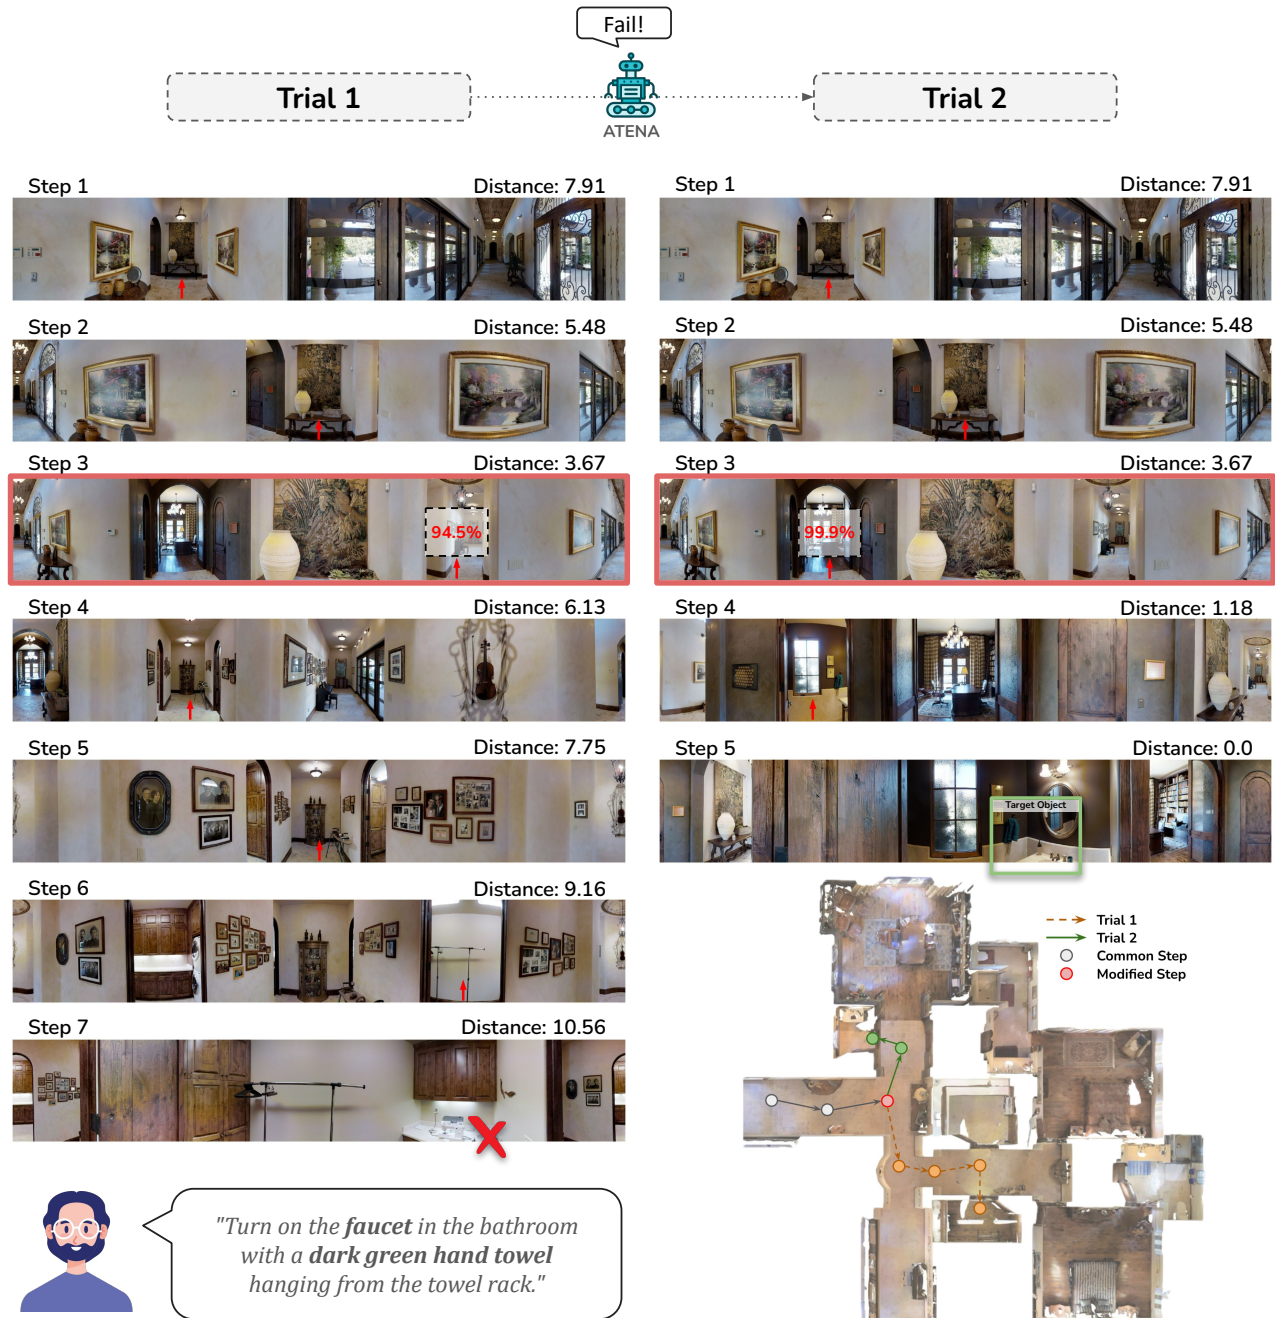 Fail!
Trial 1
Trial 2
ATENA
Step 1
Distance: 7.91
Step 2
Distance: 5.48
Step 3
Distance: 3.67
94.5%
Step 4
Distance: 6.13
Step 5
Distance: 7.75
Step 6
Distance: 9.16
Step 7
Distance: 10.56
Step 1
Distance: 7.91
Step 2
Distance: 5.48
Step 3
Distance: 3.67
99.9%
Step 4
Distance: 1.18
Step 5
Distance: 0.0
Target Object
Trial 1
Trial 2
Common Step
Modified Step
"Turn on the faucet in the bathroom
with a dark green hand towel
hanging from the towel rack."